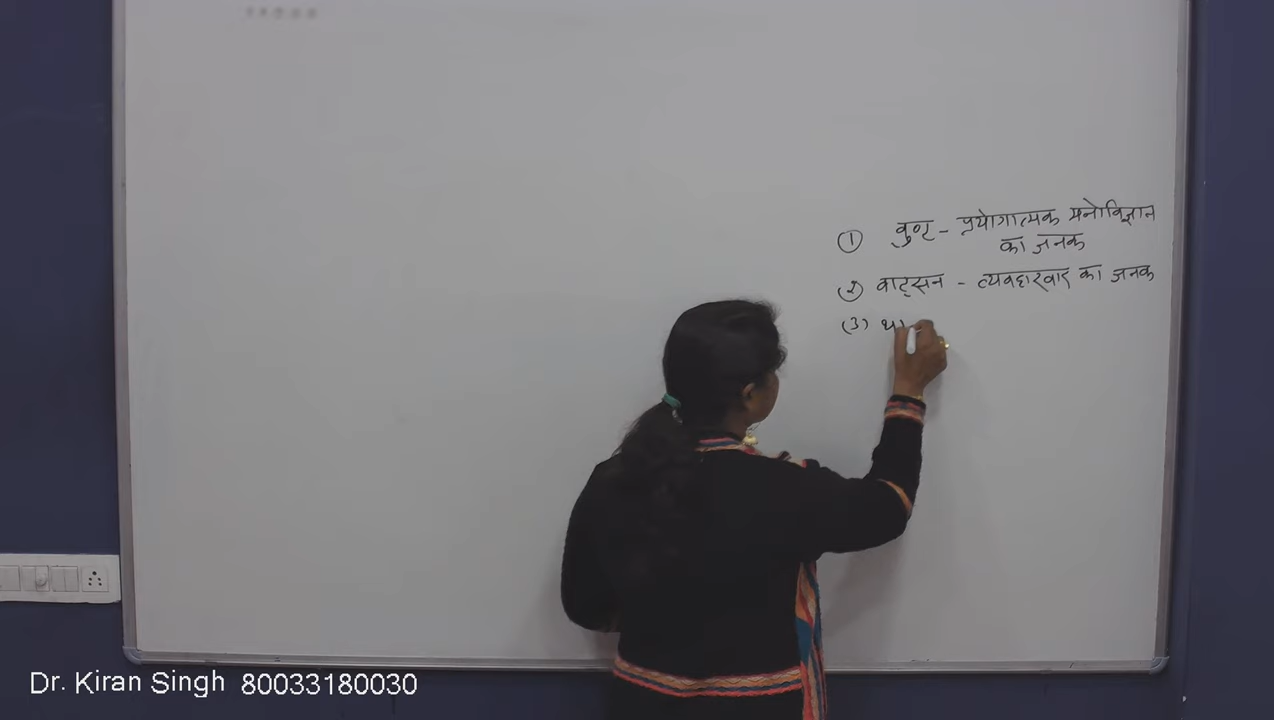 ① वुण्ट - प्रयोगात्मक मनोविज्ञान
का जनक
② वाट्सन - व्यवहारवाद का जनक
(3) था
Dr. Kiran Singh 80033180030